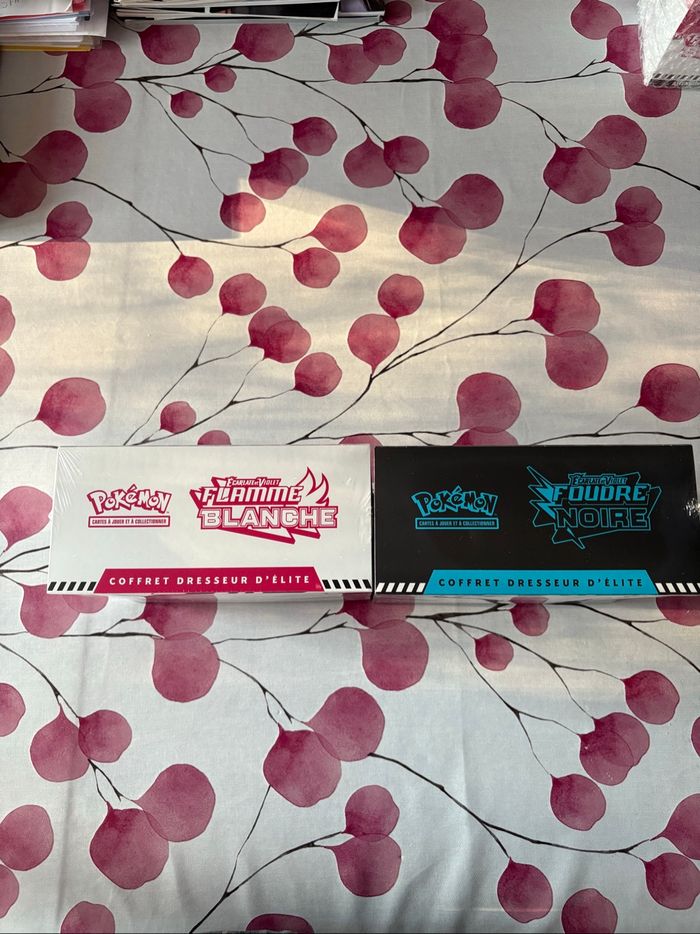 POKéMON
CARTES À JOUER ET À COLLECTIONNER
ÉCARLATE ET VIOLET
FLAMME
BLANCHE
COFFRET DRESSEUR D'ÉLITE
POKéMON
CARTES À JOUER ET À COLLECTIONNER
ÉCARLATE ET VIOLET
FOUDRE
NOIRE
COFFRET DRESSEUR D'ÉLITE